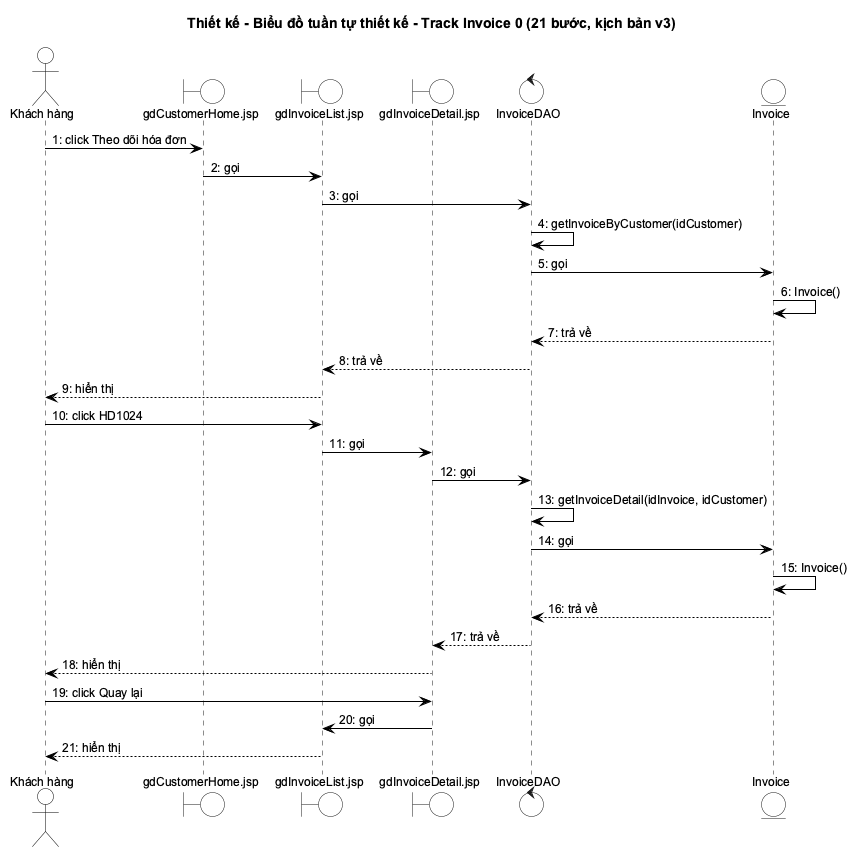 Thiết kế - Biểu đồ tuần tự thiết kế - Track Invoice 0 (21 bước, kịch bản v3)
Khách hàng
gdCustomerHome.jsp
gdInvoiceList.jsp
gdInvoiceDetail.jsp
InvoiceDAO
Invoice
1: click Theo dõi hóa đơn
2: gọi
3: gọi
4: getInvoiceByCustomer(idCustomer)
5: gọi
6: Invoice()
7: trả về
8: trả về
9: hiển thị
10: click HD1024
11: gọi
12: gọi
13: getInvoiceDetail(idInvoice, idCustomer)
14: gọi
15: Invoice()
16: trả về
17: trả về
18: hiển thị
19: click Quay lại
20: gọi
21: hiển thị
Khách hàng
gdCustomerHome.jsp
gdInvoiceList.jsp
gdInvoiceDetail.jsp
InvoiceDAO
Invoice